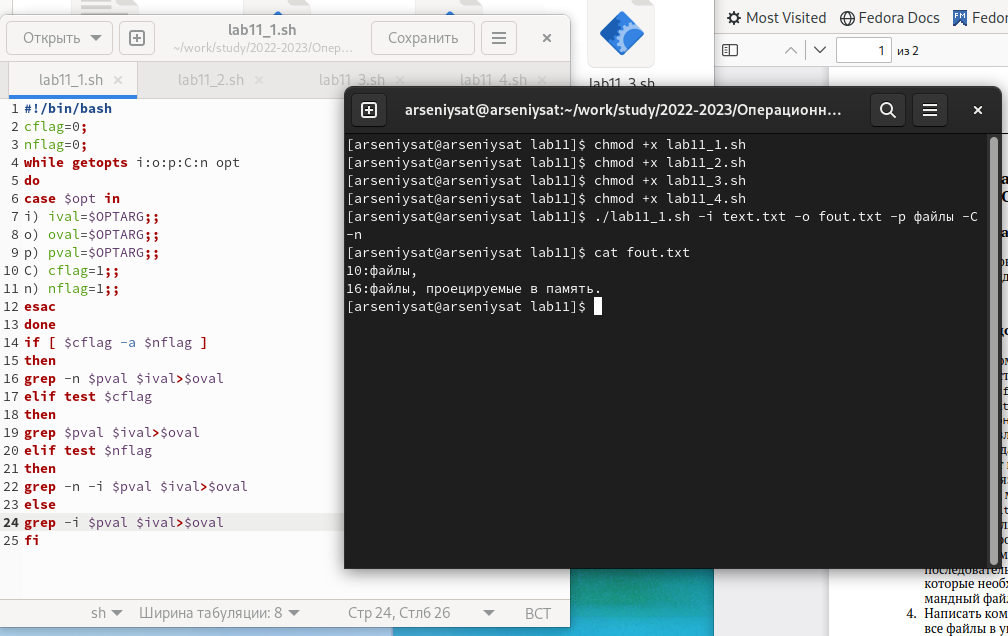 Открыть
lab11_1.sh
~/work/study/2022-2023/Опер…
Сохранить
lab11_1.sh
lab11_2.sh
lab11_3.sh
lab11_4.sh
1 #!/bin/bash
2 cflag=0;
3 nflag=0;
4 while getopts i:o:p:C:n opt
5 do
6 case $opt in
7 i) ival=$OPTARG;;
8 o) oval=$OPTARG;;
9 p) pval=$OPTARG;;
10 C) cflag=1;;
11 n) nflag=1;;
12 esac
13 done
14 if [ $cflag -a $nflag ]
15 then
16 grep -n $pval $ival>$oval
17 elif test $cflag
18 then
19 grep $pval $ival>$oval
20 elif test $nflag
21 then
22 grep -n -i $pval $ival>$oval
23 else
24 grep -i $pval $ival>$oval
25 fi
sh
Ширина табуляции: 8
Стр 24, Стлб 26
ВСТ
lab11_3.sh
arseniysat@arseniysat:~/work/study/2022-2023/Операционн…
[arseniysat@arseniysat lab11]$ chmod +x lab11_1.sh
[arseniysat@arseniysat lab11]$ chmod +x lab11_2.sh
[arseniysat@arseniysat lab11]$ chmod +x lab11_3.sh
[arseniysat@arseniysat lab11]$ chmod +x lab11_4.sh
[arseniysat@arseniysat lab11]$ ./lab11_1.sh -i text.txt -o fout.txt -p файлы -C
-n
[arseniysat@arseniysat lab11]$ cat fout.txt
10:файлы,
16:файлы, проецируемые в память.
[arseniysat@arseniysat lab11]$
Most Visited
Fedora Docs
1 из 2
которые
мандный
4. Написать
все файлы в